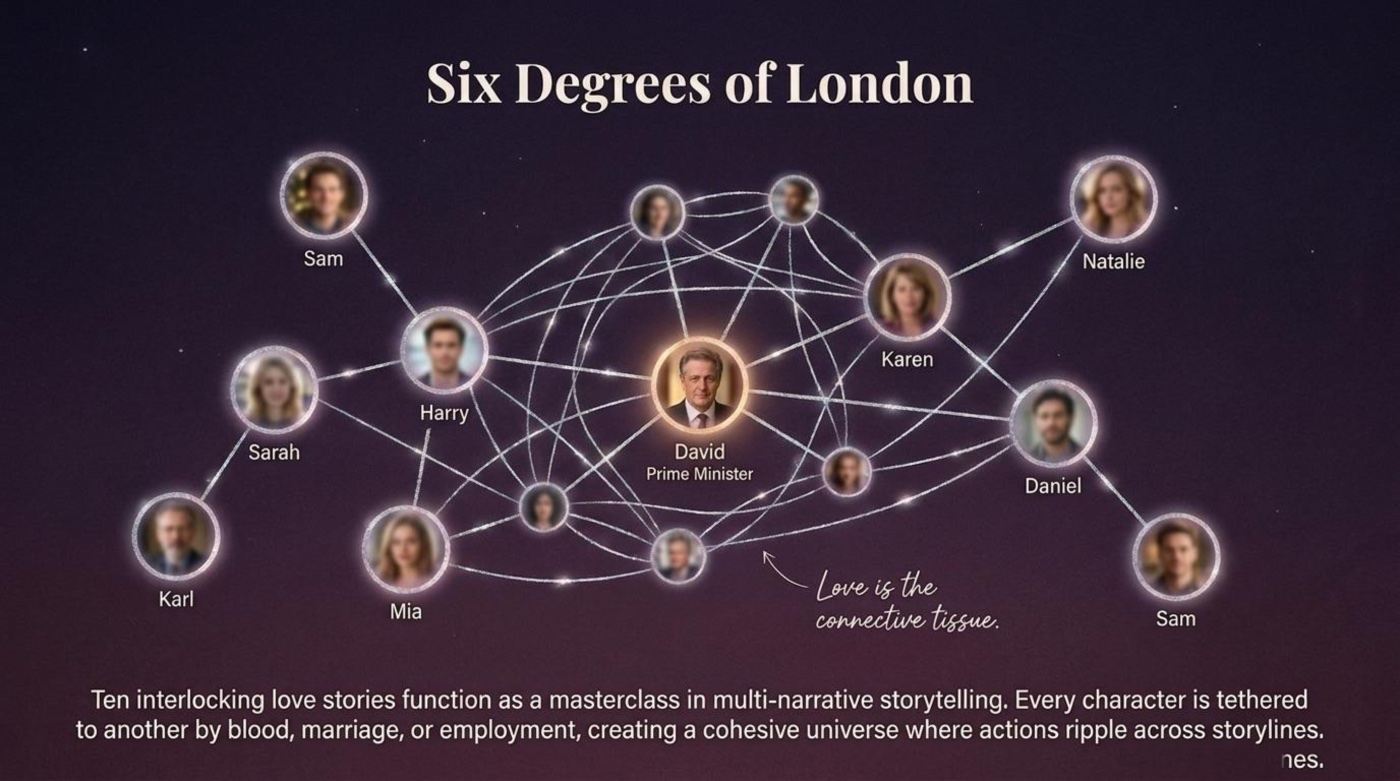 Six Degrees of London
Sam
Natalie
Karen
Harry
Sarah
David
Prime Minister
Daniel
Karl
Mia
Love is the
connective tissue.
Sam
Ten interlocking love stories function as a masterclass in multi-narrative storytelling. Every character is tethered
to another by blood, marriage, or employment, creating a cohesive universe where actions ripple across storylines.
nes.